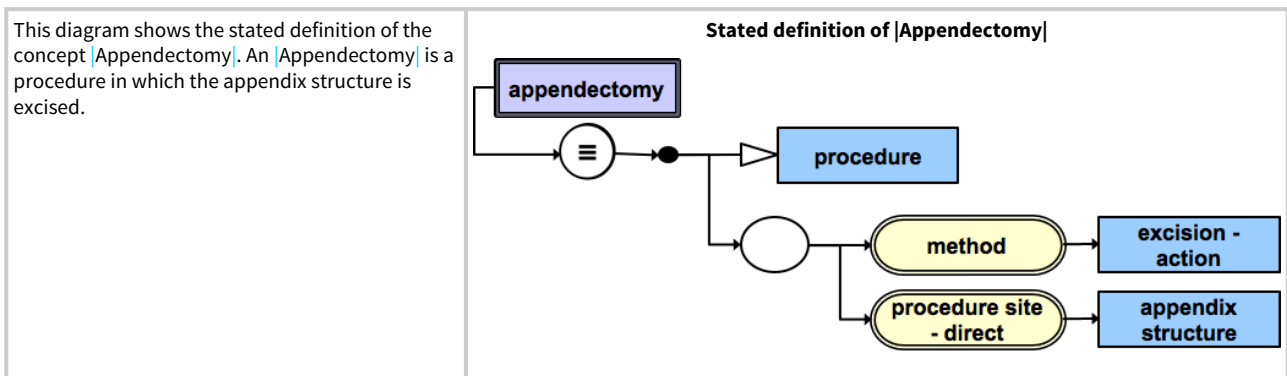 This diagram shows the stated definition of the
concept |Appendectomy|. An |Appendectomy| is a
procedure in which the appendix structure is
excised.
Stated definition of |Appendectomy|
appendectomy
≡
procedure
method
excision -
action
procedure site
- direct
appendix
structure